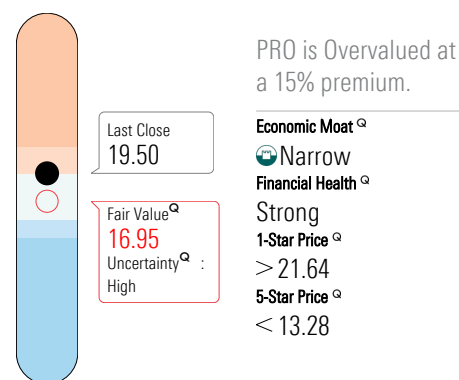 PRO is Overvalued at
a 15% premium.
Last Close
19.50
Fair Value Q
16.95
Uncertainty Q :
High
Economic Moat Q
Narrow
Financial Health Q
Strong
1-Star Price Q
>21.64
5-Star Price Q
<13.28